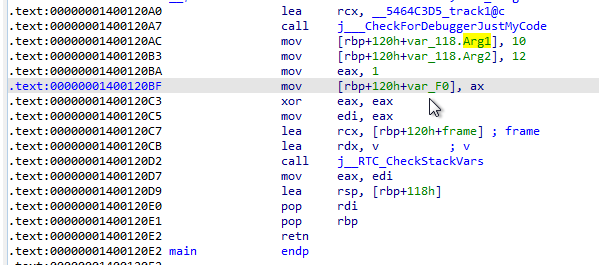 .text:00000001400120A0 lea rcx, __5464C3D5_track1@c
.text:00000001400120A7 call j___CheckForDebuggerJustMyCode
.text:00000001400120AC mov [rbp+120h+var_118.Arg1], 10
.text:00000001400120B3 mov [rbp+120h+var_118.Arg2], 12
.text:00000001400120BA mov eax, 1
.text:00000001400120BF mov [rbp+120h+var_F0], ax
.text:00000001400120C3 xor eax, eax
.text:00000001400120C5 mov edi, eax
.text:00000001400120C7 lea rcx, [rbp+120h+frame] ; frame
.text:00000001400120CB lea rdx, v ; v
.text:00000001400120D2 call j__RTC_CheckStackVars
.text:00000001400120D7 mov eax, edi
.text:00000001400120D9 lea rsp, [rbp+118h]
.text:00000001400120E0 pop rdi
.text:00000001400120E1 pop rbp
.text:00000001400120E2 retn
.text:00000001400120E2 main endp